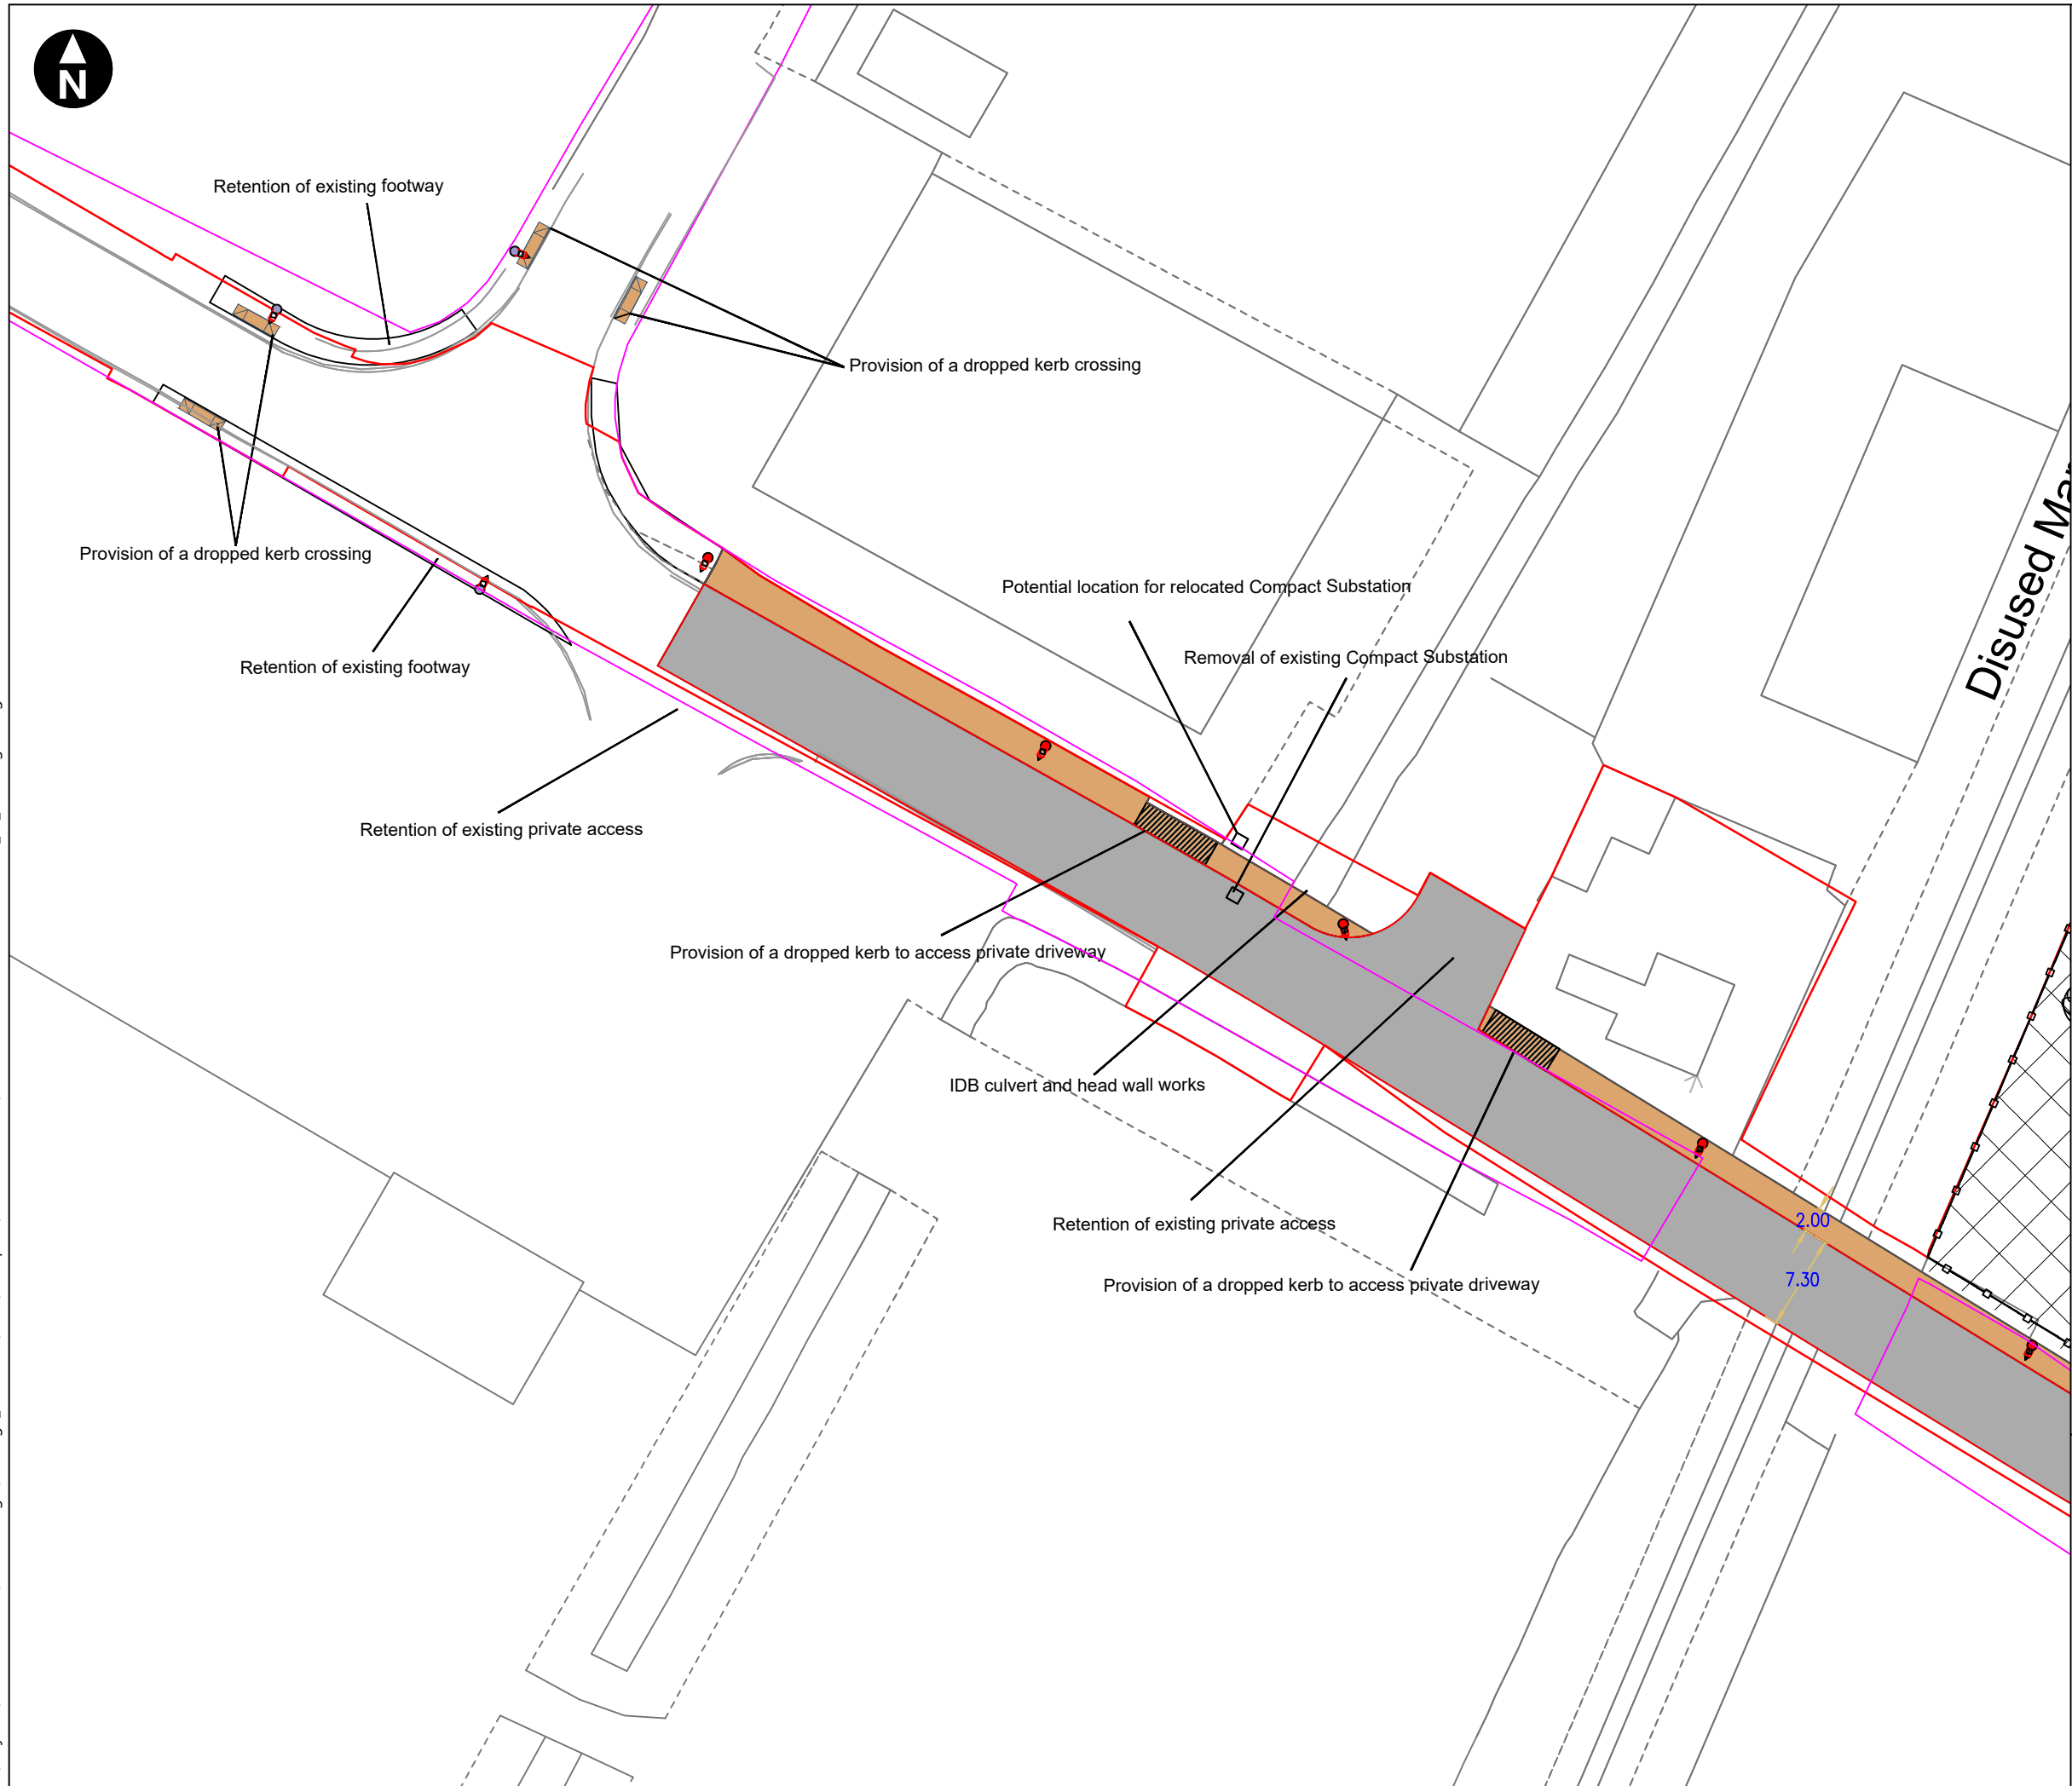 N
Retention of existing footway
Provision of a dropped kerb crossing
Provision of a dropped kerb crossing
Potential location for relocated Compact Substation
Removal of existing Compact Substation
Retention of existing footway
Disused
Retention of existing private access
Provision of a dropped kerb to access private driveway
IDB culvert and head wall works
Retention of existing private access
2.00
7.30
Provision of a dropped kerb to access private driveway